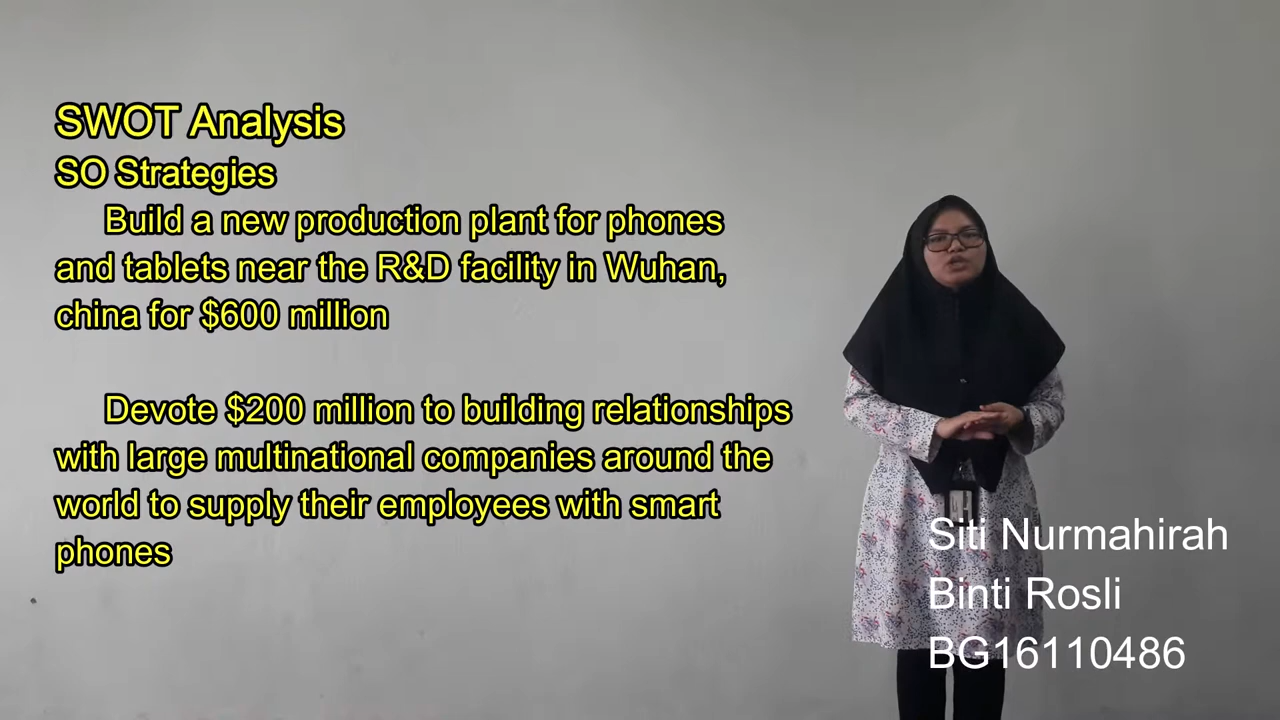 SWOT Analysis
SO Strategies
Build a new production plant for phones
and tablets near the R&D facility in Wuhan,
china for $600 million
Devote $200 million to building relationships
with large multinational companies around the
world to supply their employees with smart
phones
Siti Nurmahirah
Binti Rosli
BG16110486